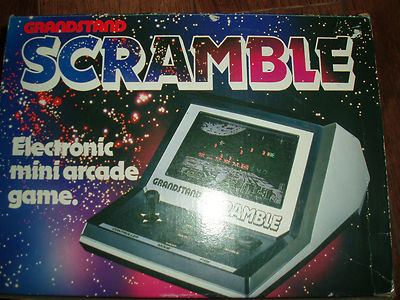 GRANDSTAND
SCRAMBLE
Electronic
mini arcade
game.
GRANDSTAND
SCRAMBLE